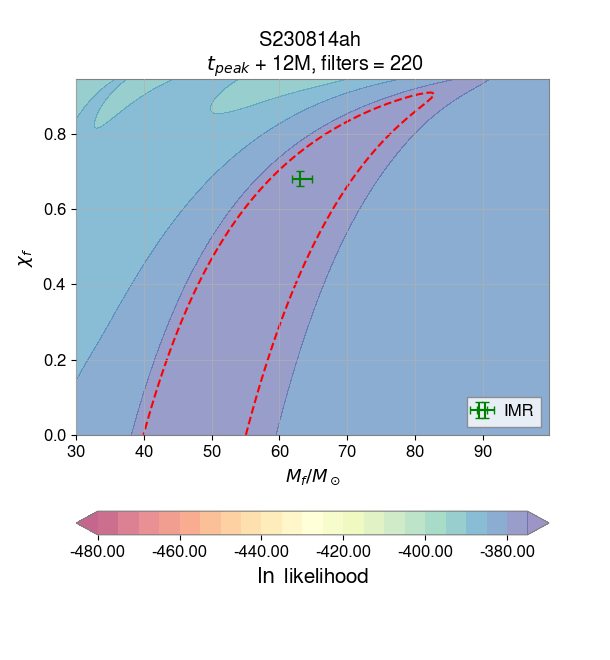 S230814ah
t_peak + 12M, filters = 220
χ_f
0.8
0.6
0.4
0.2
0.0
30 40 50 60 70 80 90
IMR
M_f/M_⊙
-480.00 -460.00 -440.00 -420.00 -400.00 -380.00
ln likelihood